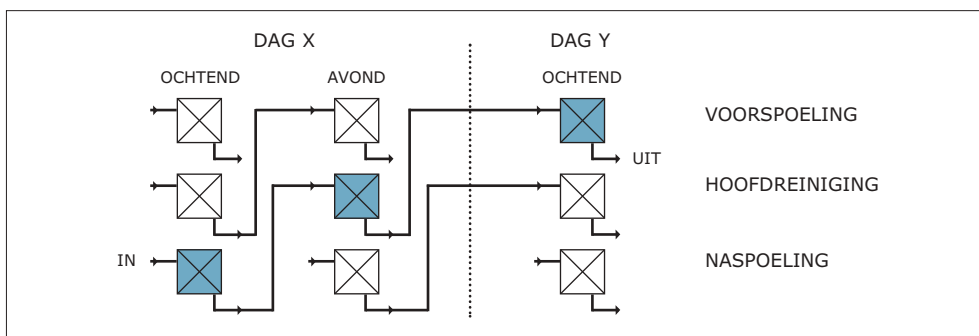 DAG X DAG Y
OCHTEND AVOND OCHTEND
VOORSPOELING
UIT
HOOFDREINIGING
IN NASPOELING